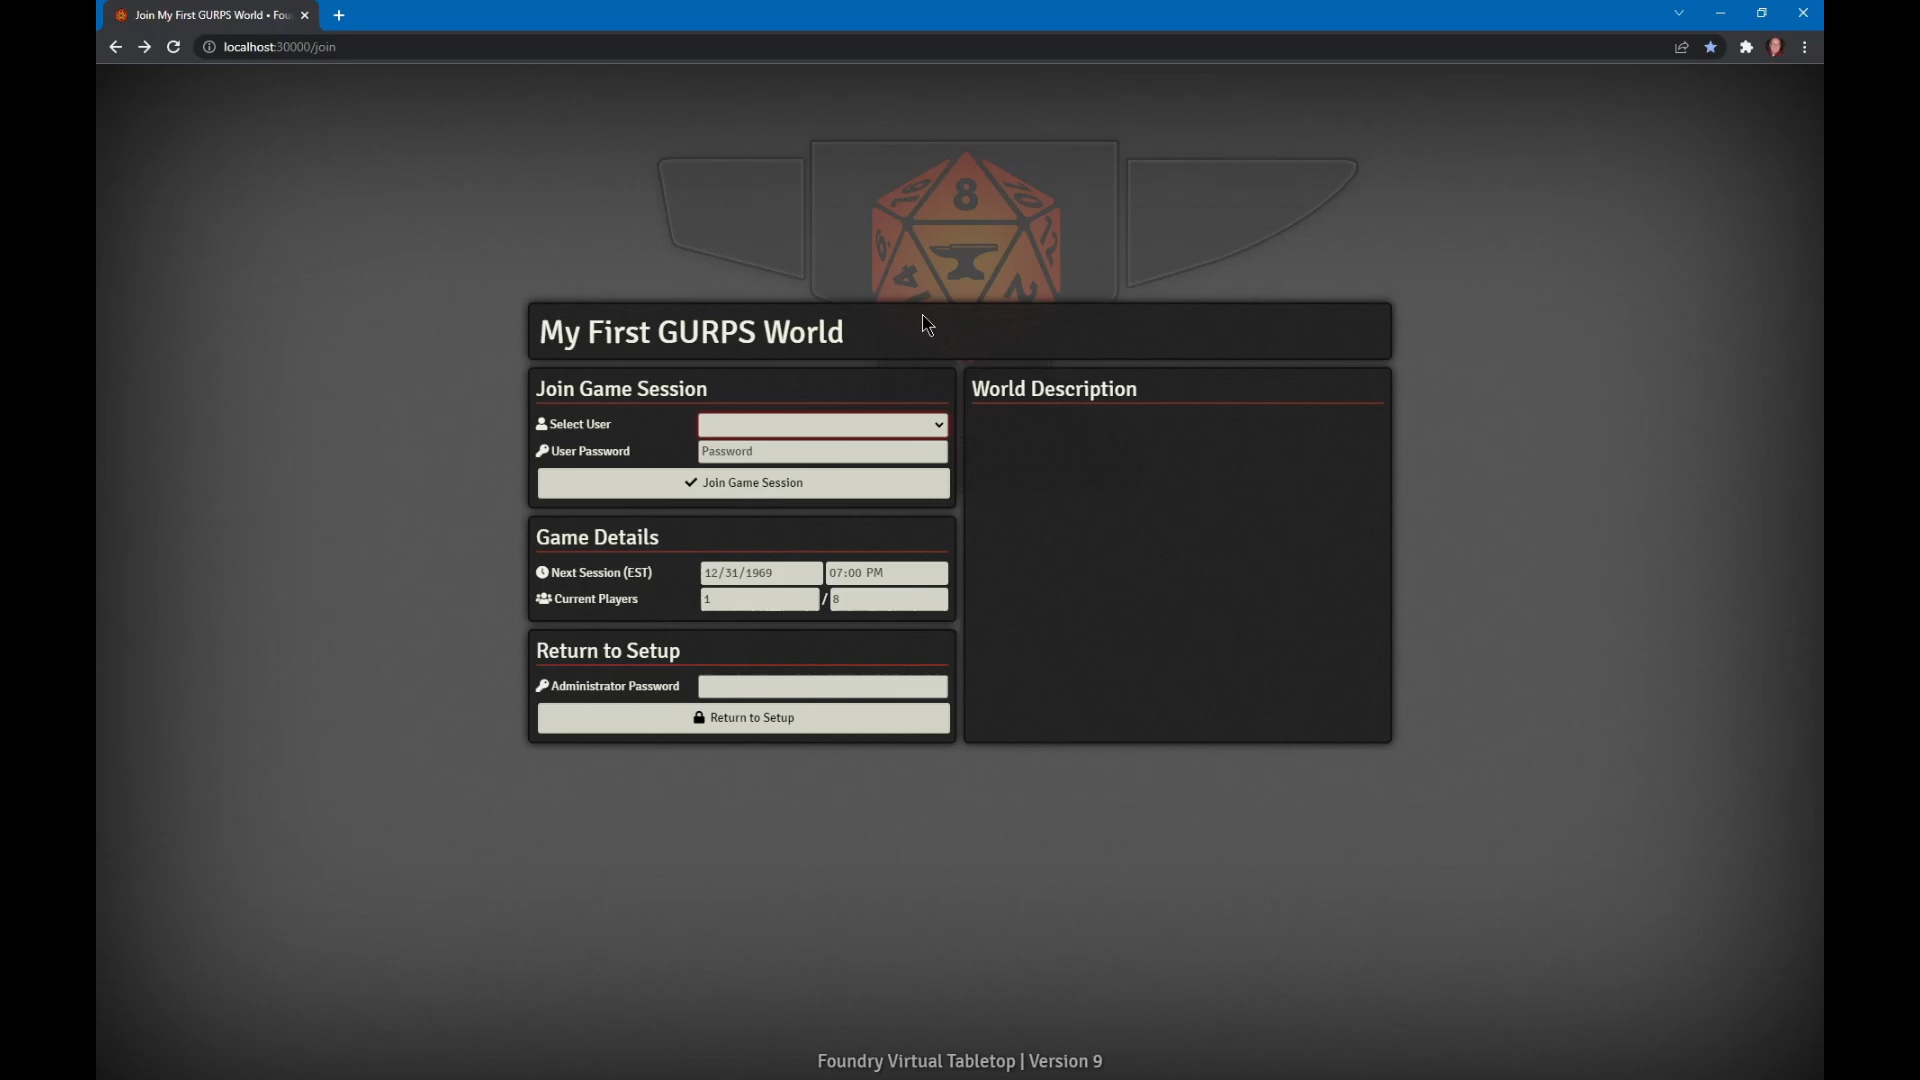 Join My First GURPS World • Fou
localhost:30000/join
8
My First GURPS World
Join Game Session
Select User
User Password
Password
Join Game Session
Game Details
Next Session (EST)
12/31/1969
07:00 PM
Current Players
1
/
8
Return to Setup
Administrator Password
Return to Setup
World Description
Foundry Virtual Tabletop | Version 9